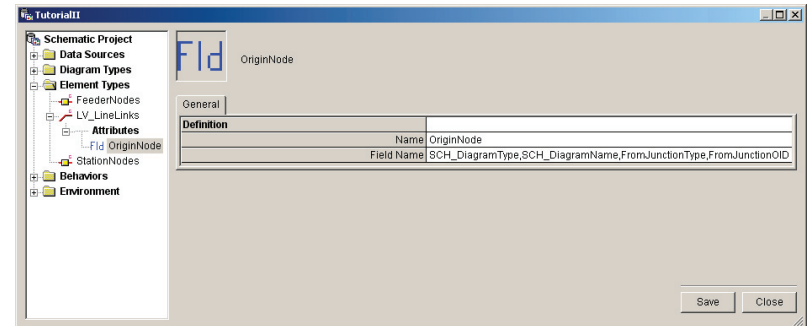 TutorialII
Schematic Project
Data Sources
Diagram Types
Element Types
FeederNodes
LV_LineLinks
Attributes
Fld OriginNode
StationNodes
Behaviors
Environment
Fld
OriginNode
General
Definition
Name OriginNode
Field Name SCH_DiagramType,SCH_DiagramName,FromJunctionType,FromJunctionOID
Save Close